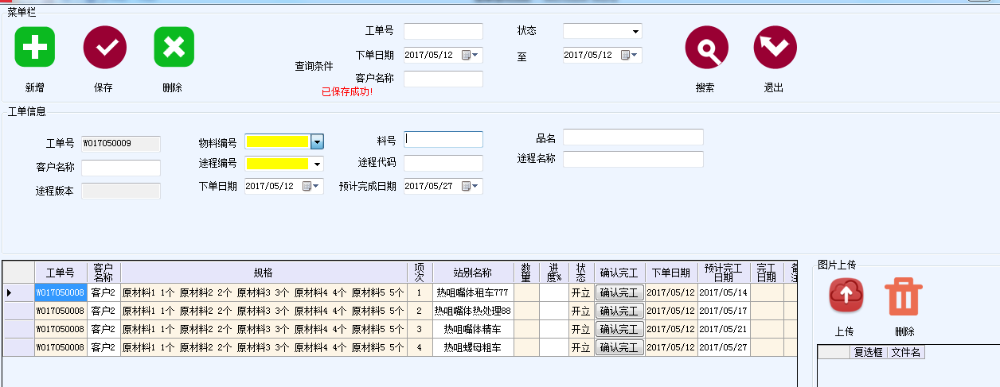 菜单栏
新增 保存 删除
查询条件
工单号 状态
下单日期 2017/05/12 至 2017/05/12
客户名称
已保存成功!
搜索 退出
工单信息
工单号 W017050009 物料编号 料号 品名
客户名称 途程编号 途程代码 途程名称
途程版本 下单日期 2017/05/12 预计完成日期 2017/05/27
工单号 客户名称 规格 项次 站别名称 数量 进度% 状态 确认完工 下单日期 预计完工日期 完工日期 备注
W017050008 客户2 原材料1 1个 原材料2 2个 原材料3 3个 原材料4 4个 原材料5 5个 1 热咀嘴体租车777 开立 确认完工 2017/05/12 2017/05/14
W017050008 客户2 原材料1 1个 原材料2 2个 原材料3 3个 原材料4 4个 原材料5 5个 2 热咀嘴体热处理88 开立 确认完工 2017/05/12 2017/05/17
W017050008 客户2 原材料1 1个 原材料2 2个 原材料3 3个 原材料4 4个 原材料5 5个 3 热咀嘴体精车 开立 确认完工 2017/05/12 2017/05/21
W017050008 客户2 原材料1 1个 原材料2 2个 原材料3 3个 原材料4 4个 原材料5 5个 4 热咀螺母粗车 开立 确认完工 2017/05/12 2017/05/27
图片上传
上传 删除
复选框 文件名